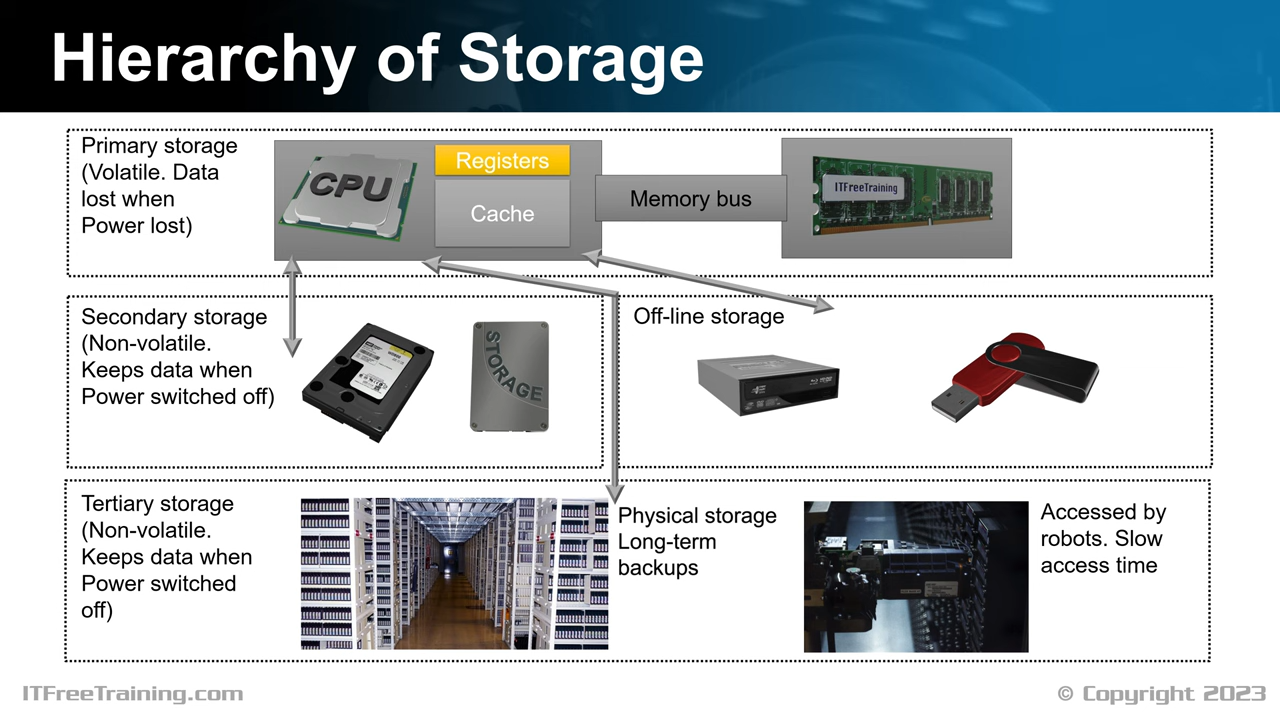 Hierarchy of Storage
Primary storage
(Volatile. Data
lost when
Power lost)
CPU
Registers
Cache
Memory bus
ITFreeTraining
Secondary storage
(Non-volatile.
Keeps data when
Power switched off)
STORAGE
Off-line storage
Tertiary storage
(Non-volatile.
Keeps data when
Power switched
off)
Physical storage
Long-term
backups
Accessed by
robots. Slow
access time
ITFreeTraining.com
© Copyright 2023